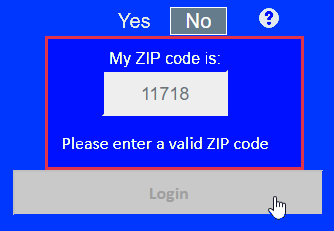 Yes No ?
My ZIP code is:
11718
Please enter a valid ZIP code
Login